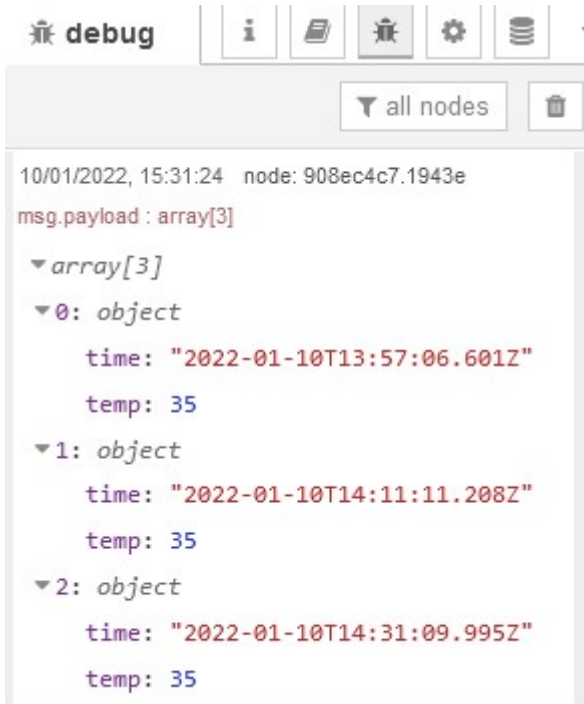 debug
all nodes
10/01/2022, 15:31:24 node: 908ec4c7.1943e
msg.payload : array[3]
array[3]
0: object
time: "2022-01-10T13:57:06.601Z"
temp: 35
1: object
time: "2022-01-10T14:11:11.208Z"
temp: 35
2: object
time: "2022-01-10T14:31:09.995Z"
temp: 35